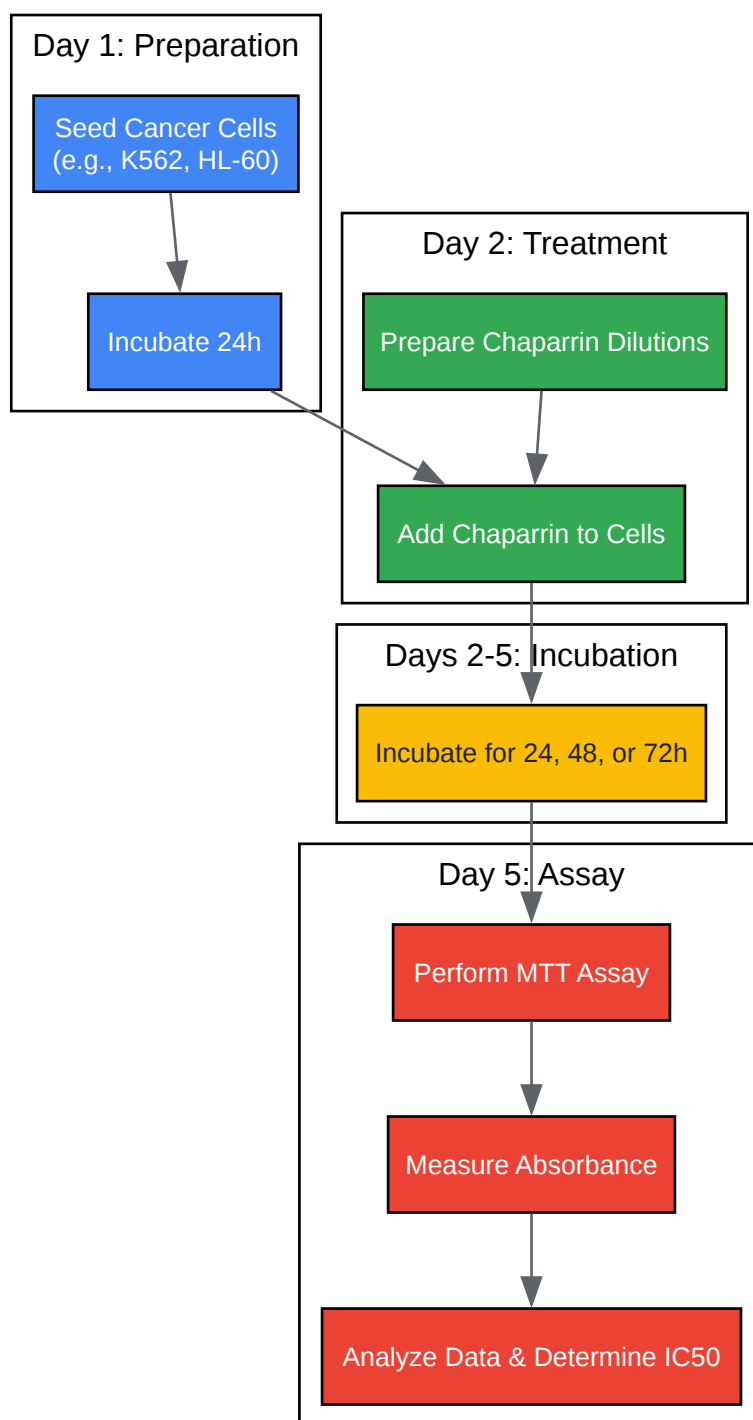 Day 1: Preparation
Seed Cancer Cells
(e.g., K562, HL-60)
Incubate 24h
Day 2: Treatment
Prepare Chaparrin Dilutions
Add Chaparrin to Cells
Days 2-5: Incubation
Incubate for 24, 48, or 72h
Day 5: Assay
Perform MTT Assay
Measure Absorbance
Analyze Data & Determine IC50